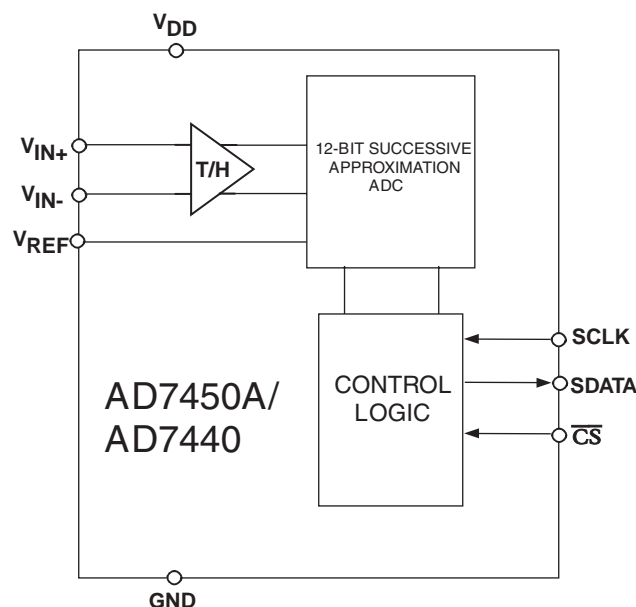 VDD
VIN+
VIN-
VREF
T/H
12-BIT SUCCESSIVE
APPROXIMATION
ADC
CONTROL
LOGIC
SCLK
SDATA
CS
AD7450A/
AD7440
GND